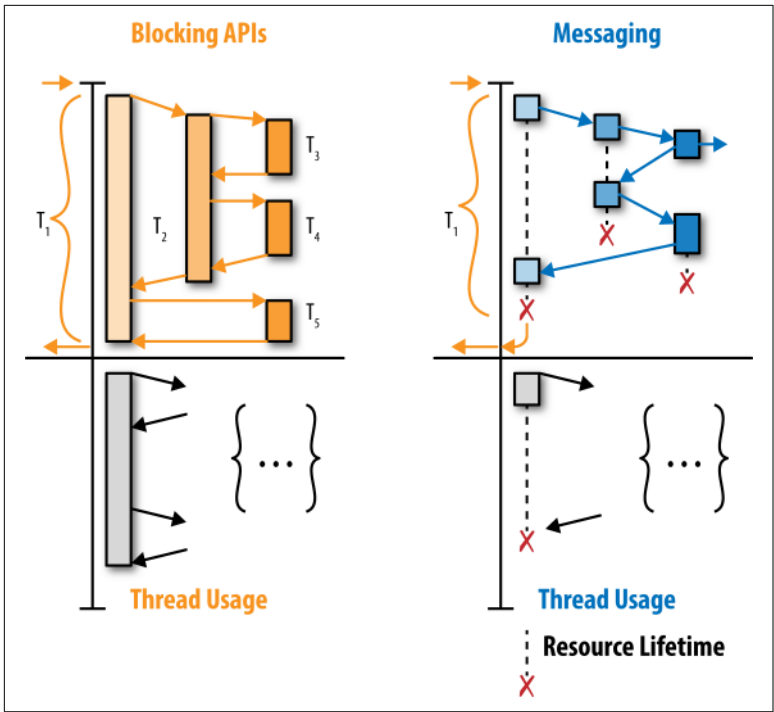 Blocking APIs
T₁
T₂
T₃
T₄
T₅
...
Thread Usage
Messaging
T₁
...
Thread Usage
Resource Lifetime